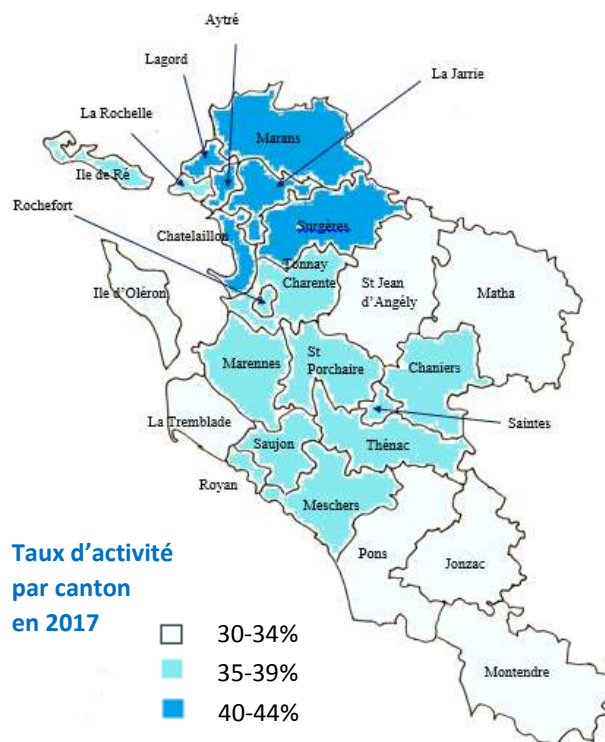 Aytré
Lagord
La Jarrie
La Rochelle
Marans
Ile de Ré
Rochefort
Chatelaillon
Surgères
Tonnay
Charente
St Jean
d'Angély
Matha
Ile d'Oléron
Marennes
St
Porchaire
Chaniers
La Tremblade
Saintes
Saujon
Thénac
Royan
Meschers
Pons
Jonzac
Montendre
Taux d'activité
par canton
en 2017
30-34%
35-39%
40-44%